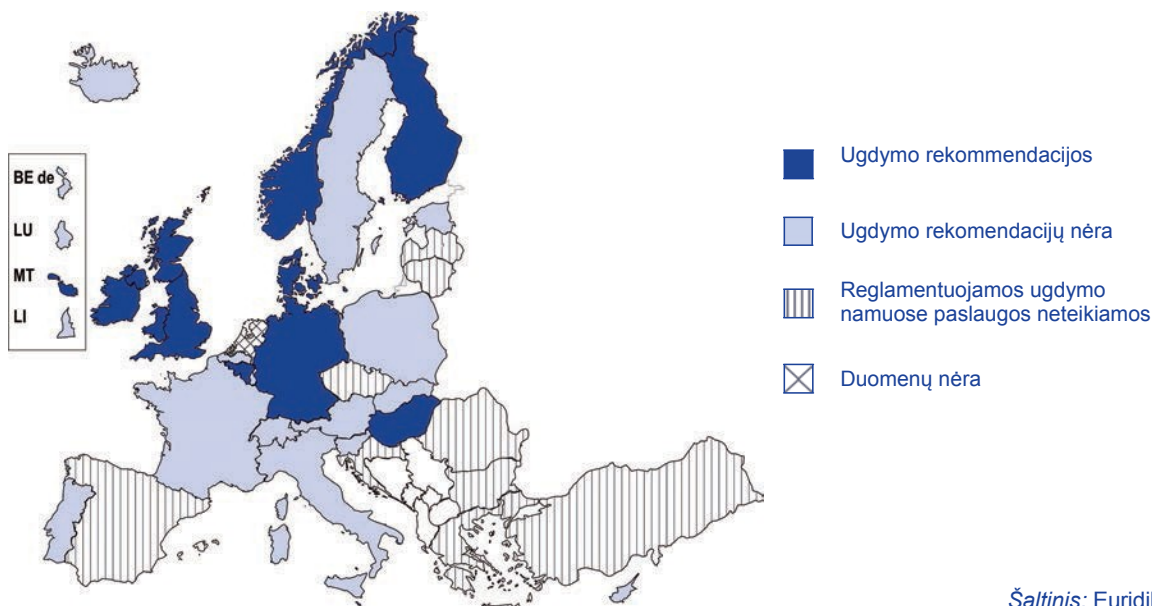 BE de
LU
MT
LI
Ugdymo rekommendacijos
Ugdymo rekomendacijų nėra
Reglamentuojamos ugdymo
namuose paslaugos neteikiamos
Duomenų nėra
Šaltinis: Euridi